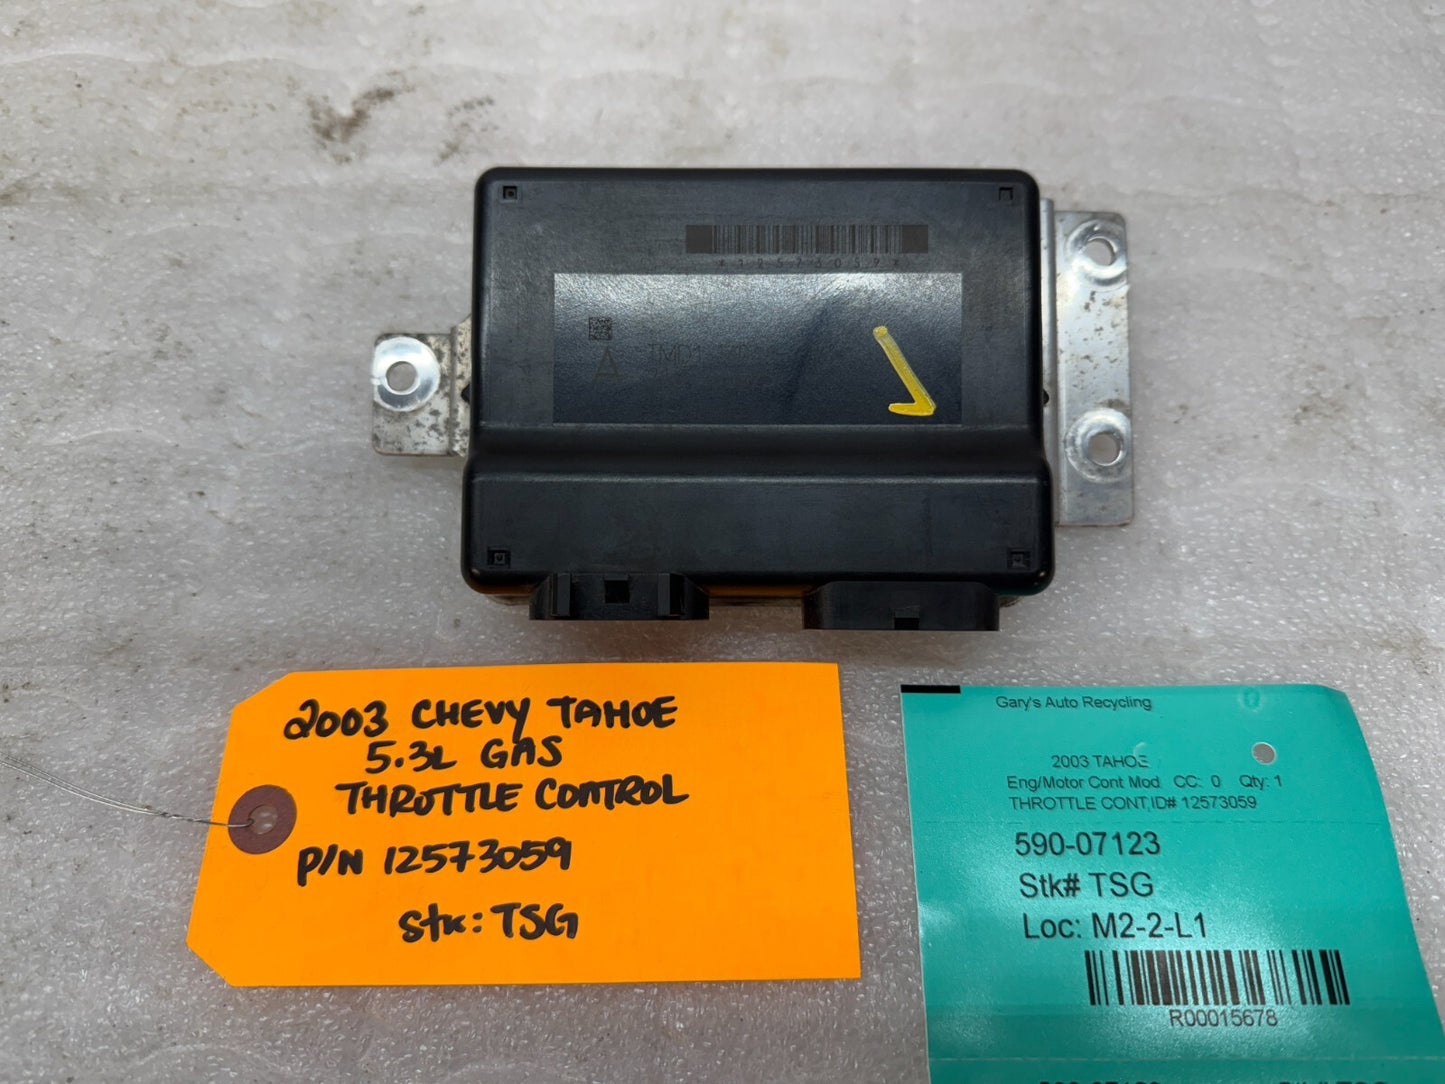 *12573059*
A
2003 CHEVY TAHOE
5.3L GAS
THROTTLE CONTROL
P/N 12573059
Stk: TSG
Gary's Auto Recycling
2003 TAHOE
Eng/Motor Cont Mod CC: 0 Qty: 1
THROTTLE CONT,ID# 12573059
590-07123
Stk# TSG
Loc: M2-2-L1
R00015678